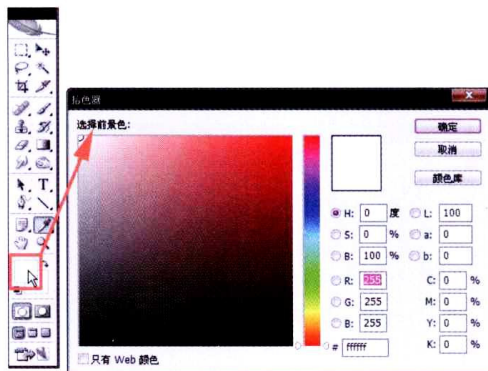 拾色器
选择前景色:
确定
取消
颜色库
H: 0 度
L: 100
S: 0 %
a: 0
B: 100 %
b: 0
R: 255
C: 0 %
G: 255
M: 0 %
B: 255
Y: 0 %
# ffffff
K: 0 %
只有 Web 颜色
T